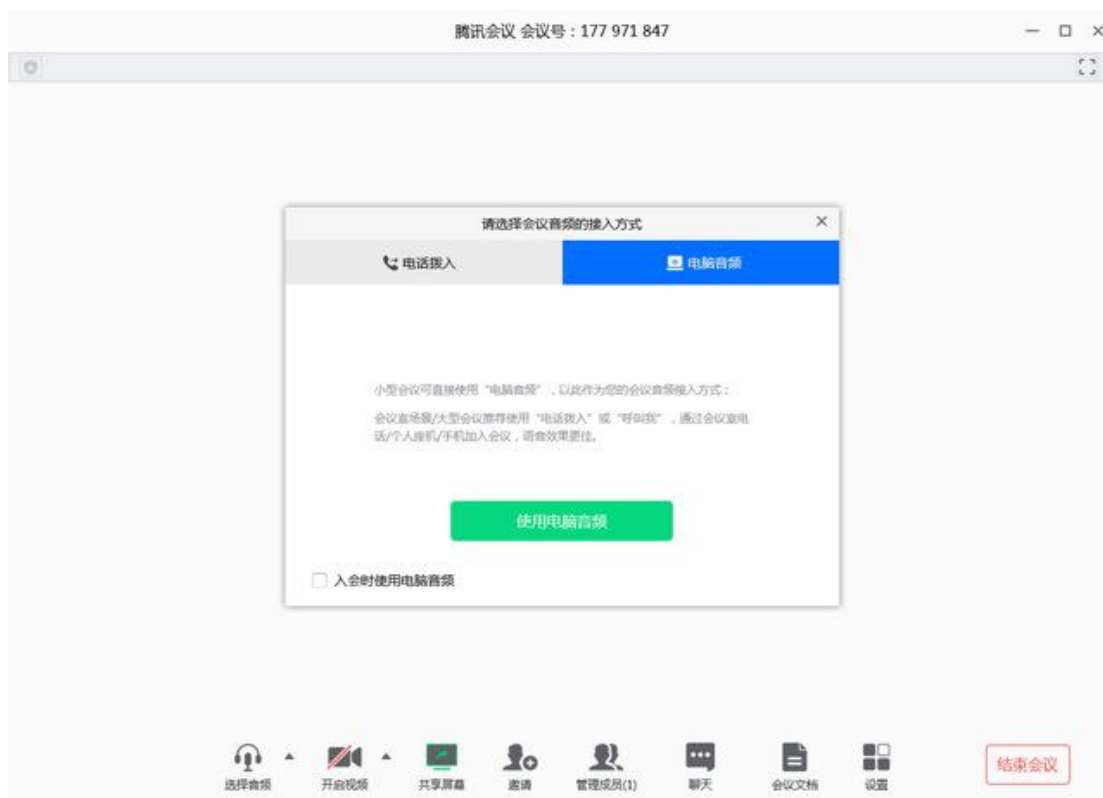 腾讯会议 会议号：177 971 847
请选择会议音频的接入方式
电话拨入
电脑音频
小型会议可直接使用“电脑音频”，以此作为您的会议音频接入方式；
会议室场景/大型会议推荐使用“电话拨入”或“呼叫我”，通过会议室电
话/个人座机/手机加入会议，语音效果更佳。
使用电脑音频
入会时使用电脑音频
选择音频
开启视频
共享屏幕
邀请
管理成员(1)
聊天
会议文档
设置
结束会议